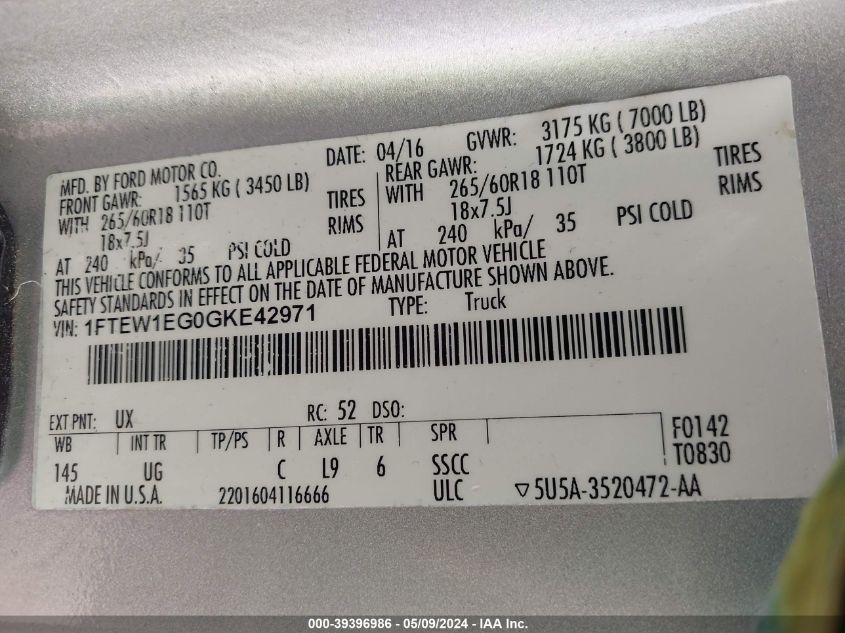 MFD. BY FORD MOTOR CO. DATE: 04/16 GVWR: 3175 KG ( 7000 LB)
FRONT GAWR: 1565 KG ( 3450 LB) REAR GAWR: 1724 KG ( 3800 LB)
WITH 265/60R18 110T TIRES WITH 265/60R18 110T TIRES
18x7.5J RIMS 18x7.5J RIMS
AT 240 kPa/ 35 PSI COLD AT 240 kPa/ 35 PSI COLD
THIS VEHICLE CONFORMS TO ALL APPLICABLE FEDERAL MOTOR VEHICLE
SAFETY STANDARDS IN EFFECT ON THE DATE OF MANUFACTURE SHOWN ABOVE.
VIN: 1FTEW1EG0GKE42971 TYPE: Truck
EXT PNT: UX RC: 52 DSO:
WB INT TR TP/PS R AXLE TR SPR F0142
145 UG C L9 6 SSCC T0830
MADE IN U.S.A. 2201604116666 ULC ▽5U5A-3520472-AA
000-39396986 - 05/09/2024 - IAA Inc.